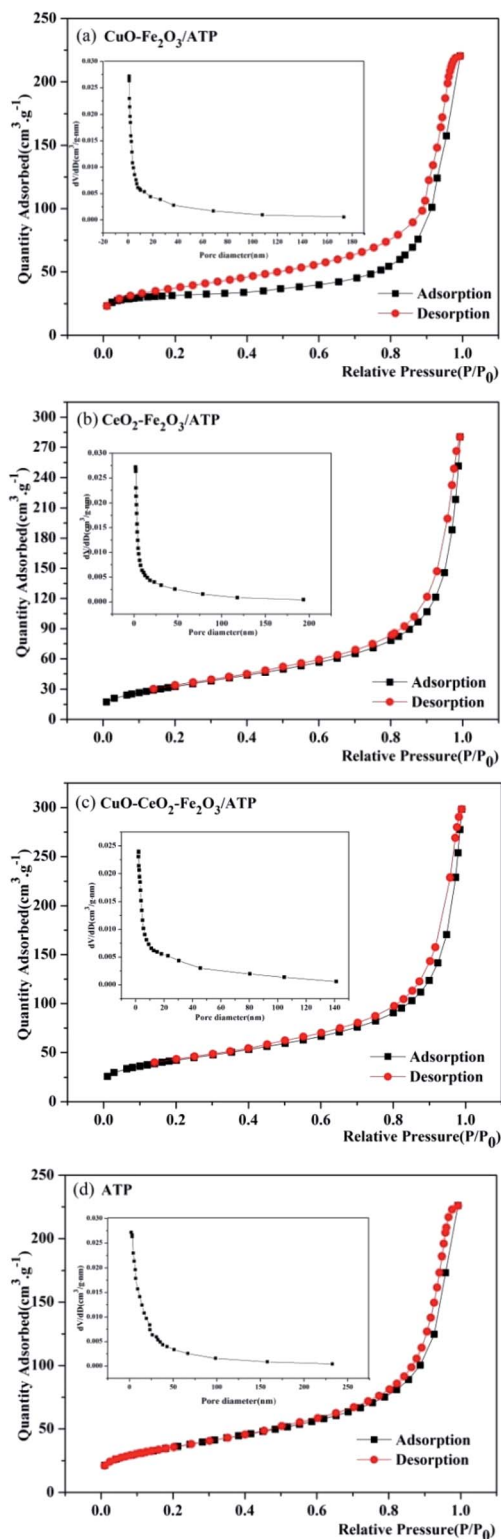 (a) CuO-Fe₂O₃/ATP
Quantity Adsorbed(cm³·g⁻¹)
250
200
150
100
50
0
dV/dD(cm³/g·nm)
0.030
0.025
0.020
0.015
0.010
0.005
0.000
-20 0 20 40 60 80 100 120 140 160 180
Pore diameter(nm)
Adsorption
Desorption
0.0 0.2 0.4 0.6 0.8 1.0
Relative Pressure(P/P₀)
(b) CeO₂-Fe₂O₃/ATP
Quantity Adsorbed(cm³·g⁻¹)
300
270
240
210
180
150
120
90
60
30
0
dV/dD(cm³/g·nm)
0.030
0.025
0.020
0.015
0.010
0.005
0.000
0 50 100 150 200
Pore diameter(nm)
Adsorption
Desorption
0.0 0.2 0.4 0.6 0.8 1.0
Relative Pressure(P/P₀)
(c) CuO-CeO₂-Fe₂O₃/ATP
Quantity Adsorbed(cm³·g⁻¹)
300
250
200
150
100
50
0
dV/dD(cm³/g·nm)
0.025
0.020
0.015
0.010
0.005
0.000
0 20 40 60 80 100 120 140
Pore diameter(nm)
Adsorption
Desorption
0.0 0.2 0.4 0.6 0.8 1.0
Relative Pressure(P/P₀)
(d) ATP
Quantity Adsorbed(cm³·g⁻¹)
250
200
150
100
50
0
dV/dD(cm³/g·nm)
0.030
0.025
0.020
0.015
0.010
0.005
0.000
0 50 100 150 200 250
Pore diameter(nm)
Adsorption
Desorption
0.0 0.2 0.4 0.6 0.8 1.0
Relative Pressure(P/P₀)